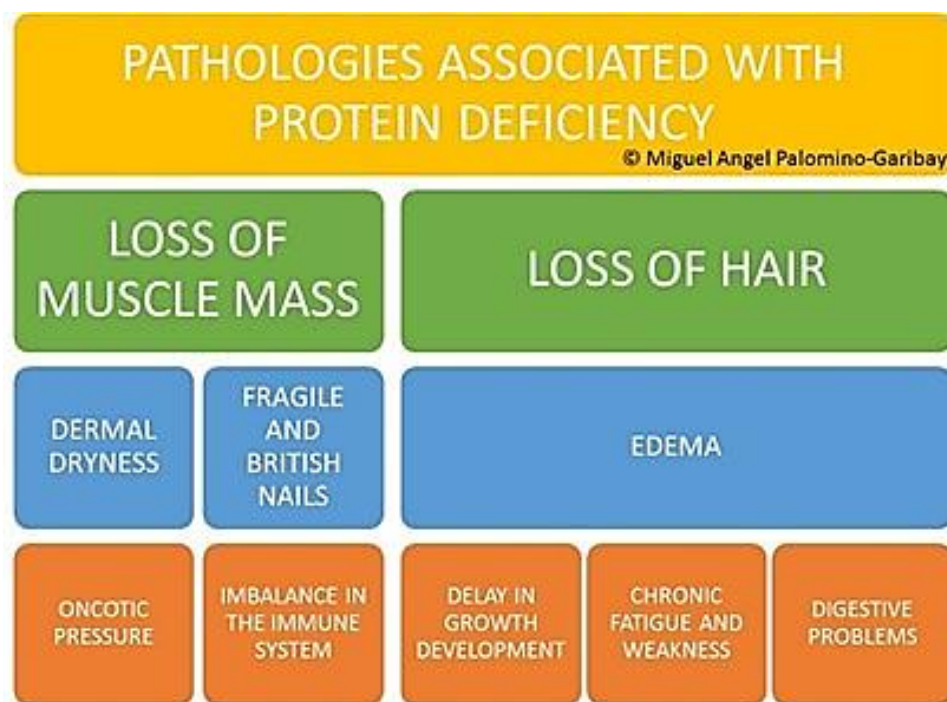 PATHOLOGIES ASSOCIATED WITH
PROTEIN DEFICIENCY
© Miguel Angel Palomino-Garibay
LOSS OF
MUSCLE MASS
LOSS OF HAIR
DERMAL
DRYNESS
FRAGILE
AND
BRITISH
NAILS
EDEMA
ONCOTIC
PRESSURE
IMBALANCE IN
THE IMMUNE
SYSTEM
DELAY IN
GROWTH
DEVELOPMENT
CHRONIC
FATIGUE AND
WEAKNESS
DIGESTIVE
PROBLEMS